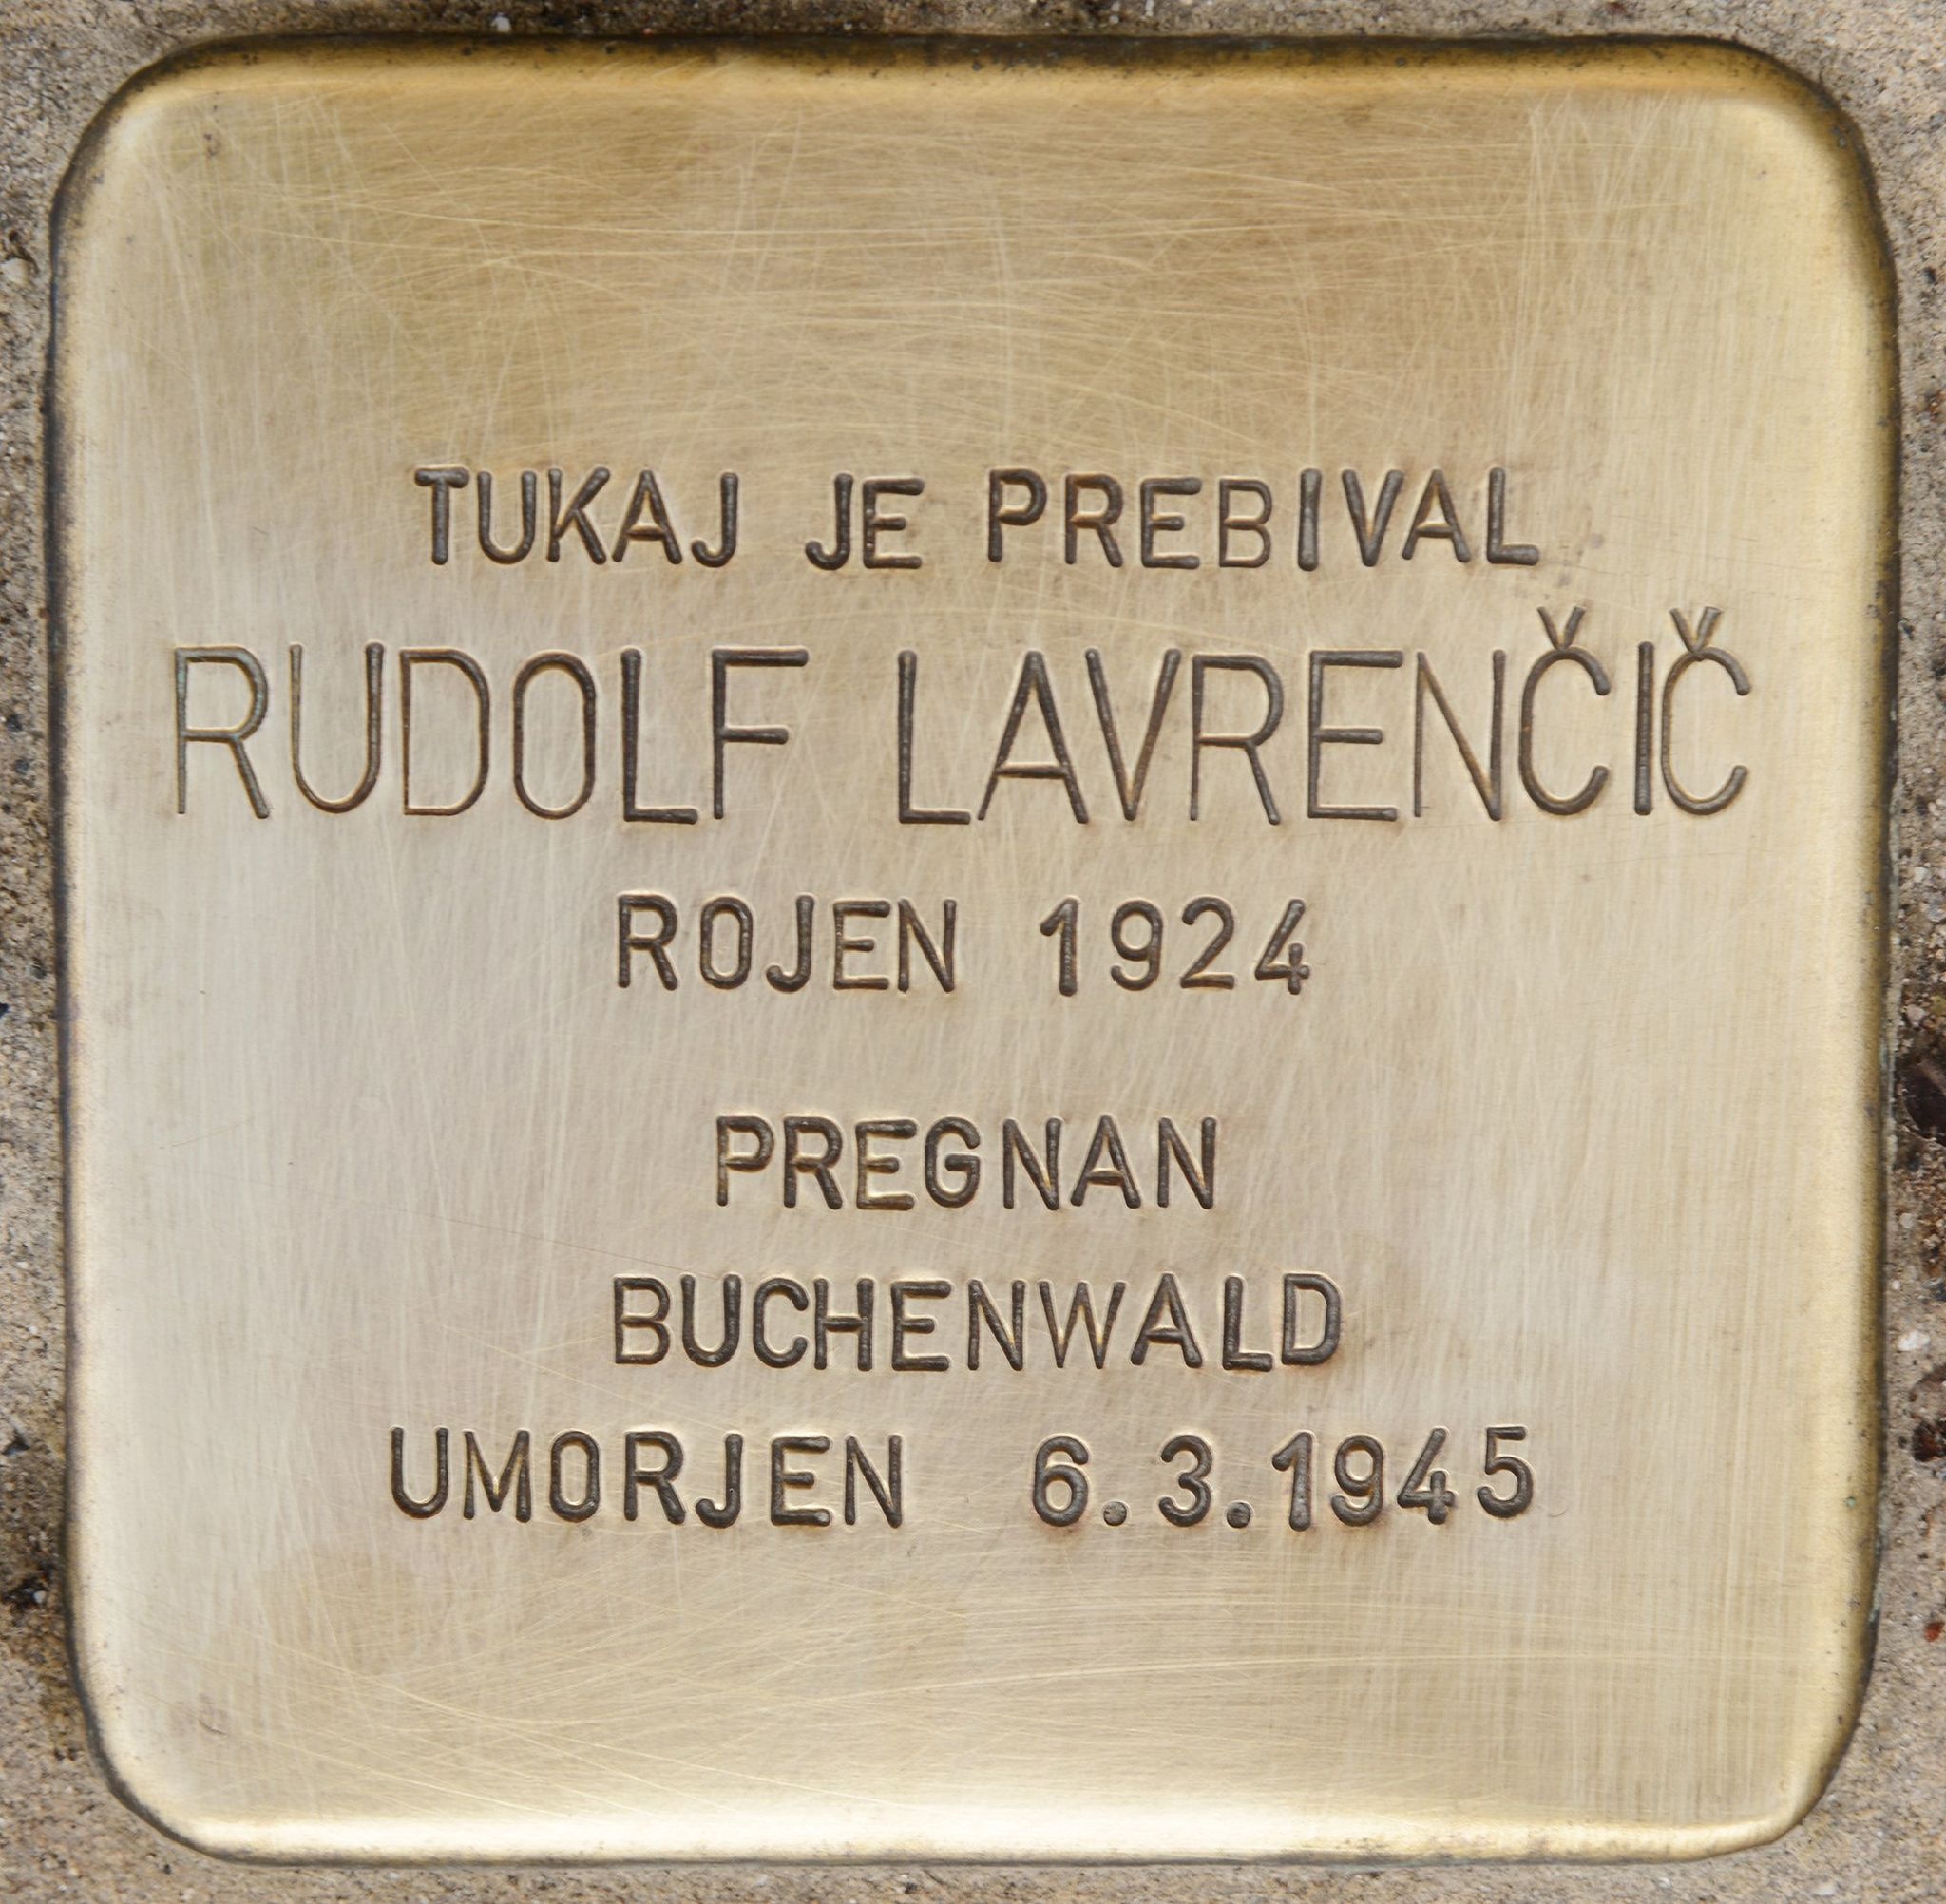 TUKAJ JE PREBIVAL
RUDOLF LAVRENČIČ
ROJEN 1924
PREGNAN
BUCHENWALD
UMORJEN 6.3.1945